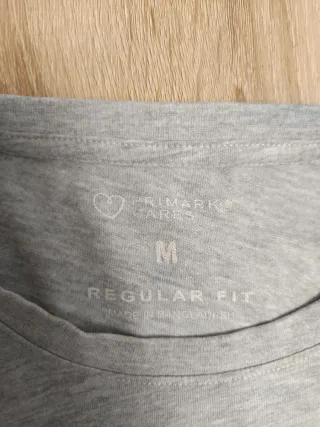 PRIMARK®
CARES
M
REGULAR FIT
MADE IN BANGLADESH